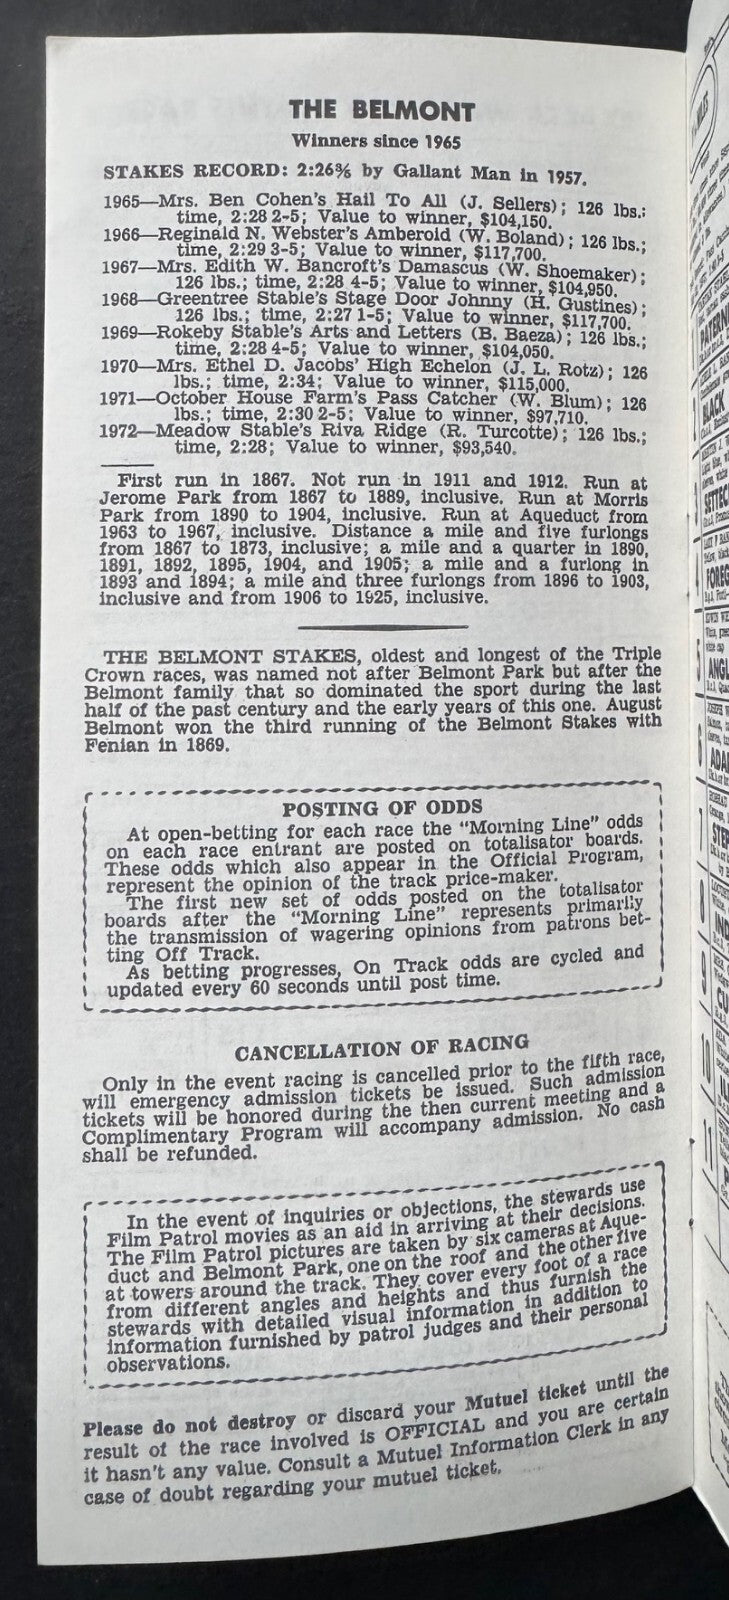 THE BELMONT
Winners since 1965
STAKES RECORD: 2:26⅗ by Gallant Man in 1957.
1965—Mrs. Ben Cohen's Hail To All (J. Sellers); 126 lbs.;
time, 2:28 2-5; Value to winner, $104,150.
1966—Reginald N. Webster's Amberoid (W. Boland); 126 lbs.;
time, 2:29 3-5; Value to winner, $117,700.
1967—Mrs. Edith W. Bancroft's Damascus (W. Shoemaker);
126 lbs.; time, 2:28 4-5; Value to winner, $104,950.
1968—Greentree Stable's Stage Door Johnny (H. Gustines);
126 lbs.; time, 2:27 1-5; Value to winner, $117,700.
1969—Rokeby Stable's Arts and Letters (B. Baeza); 126 lbs.;
time, 2:28 4-5; Value to winner, $104,050.
1970—Mrs. Ethel D. Jacobs' High Echelon (J. L. Rotz); 126
lbs.; time, 2:34; Value to winner, $115,000.
1971—October House Farm's Pass Catcher (W. Blum); 126
lbs.; time, 2:30 2-5; Value to winner, $97,710.
1972—Meadow Stable's Riva Ridge (R. Turcotte); 126 lbs.;
time, 2:28; Value to winner, $93,540.
First run in 1867. Not run in 1911 and 1912. Run at
Jerome Park from 1867 to 1889, inclusive. Run at Morris
Park from 1890 to 1904, inclusive. Run at Aqueduct from
1963 to 1967, inclusive. Distance a mile and five furlongs
from 1867 to 1873, inclusive; a mile and a quarter in 1890,
1891, 1892, 1895, 1904, and 1905; a mile and a furlong in
1893 and 1894; a mile and three furlongs from 1896 to 1903,
inclusive and from 1906 to 1925, inclusive.
THE BELMONT STAKES, oldest and longest of the Triple
Crown races, was named not after Belmont Park but after the
Belmont family that so dominated the sport during the last
half of the past century and the early years of this one. August
Belmont won the third running of the Belmont Stakes with
Fenian in 1869.
POSTING OF ODDS
At open-betting for each race the "Morning Line" odds
on each race entrant are posted on totalisator boards.
These odds which also appear in the Official Program,
represent the opinion of the track price-maker.
The first new set of odds posted on the totalisator
boards after the "Morning Line" represents primarily
the transmission of wagering opinions from patrons bet-
ting Off Track.
As betting progresses, On Track odds are cycled and
updated every 60 seconds until post time.
CANCELLATION OF RACING
Only in the event racing is cancelled prior to the fifth race,
will emergency admission tickets be issued. Such admission
tickets will be honored during the then current meeting and a
Complimentary Program will accompany admission. No cash
shall be refunded.
In the event of inquiries or objections, the stewards use
Film Patrol movies as an aid in arriving at their decisions.
The Film Patrol pictures are taken by six cameras at Aque-
duct and Belmont Park, one on the roof and the other five
at towers around the track. They cover every foot of a race
from different angles and heights and thus furnish the
stewards with detailed visual information in addition to
information furnished by patrol judges and their personal
observations.
Please do not destroy or discard your Mutuel ticket until the
result of the race involved is OFFICIAL and you are certain
it hasn't any value. Consult a Mutuel Information Clerk in any
case of doubt regarding your mutuel ticket.
MILES
PATERN
BLACK
3
SETTEC
4
FOREG
5
ANGL
6
ADA
7
STEP
8
IND
9
CU
10
11